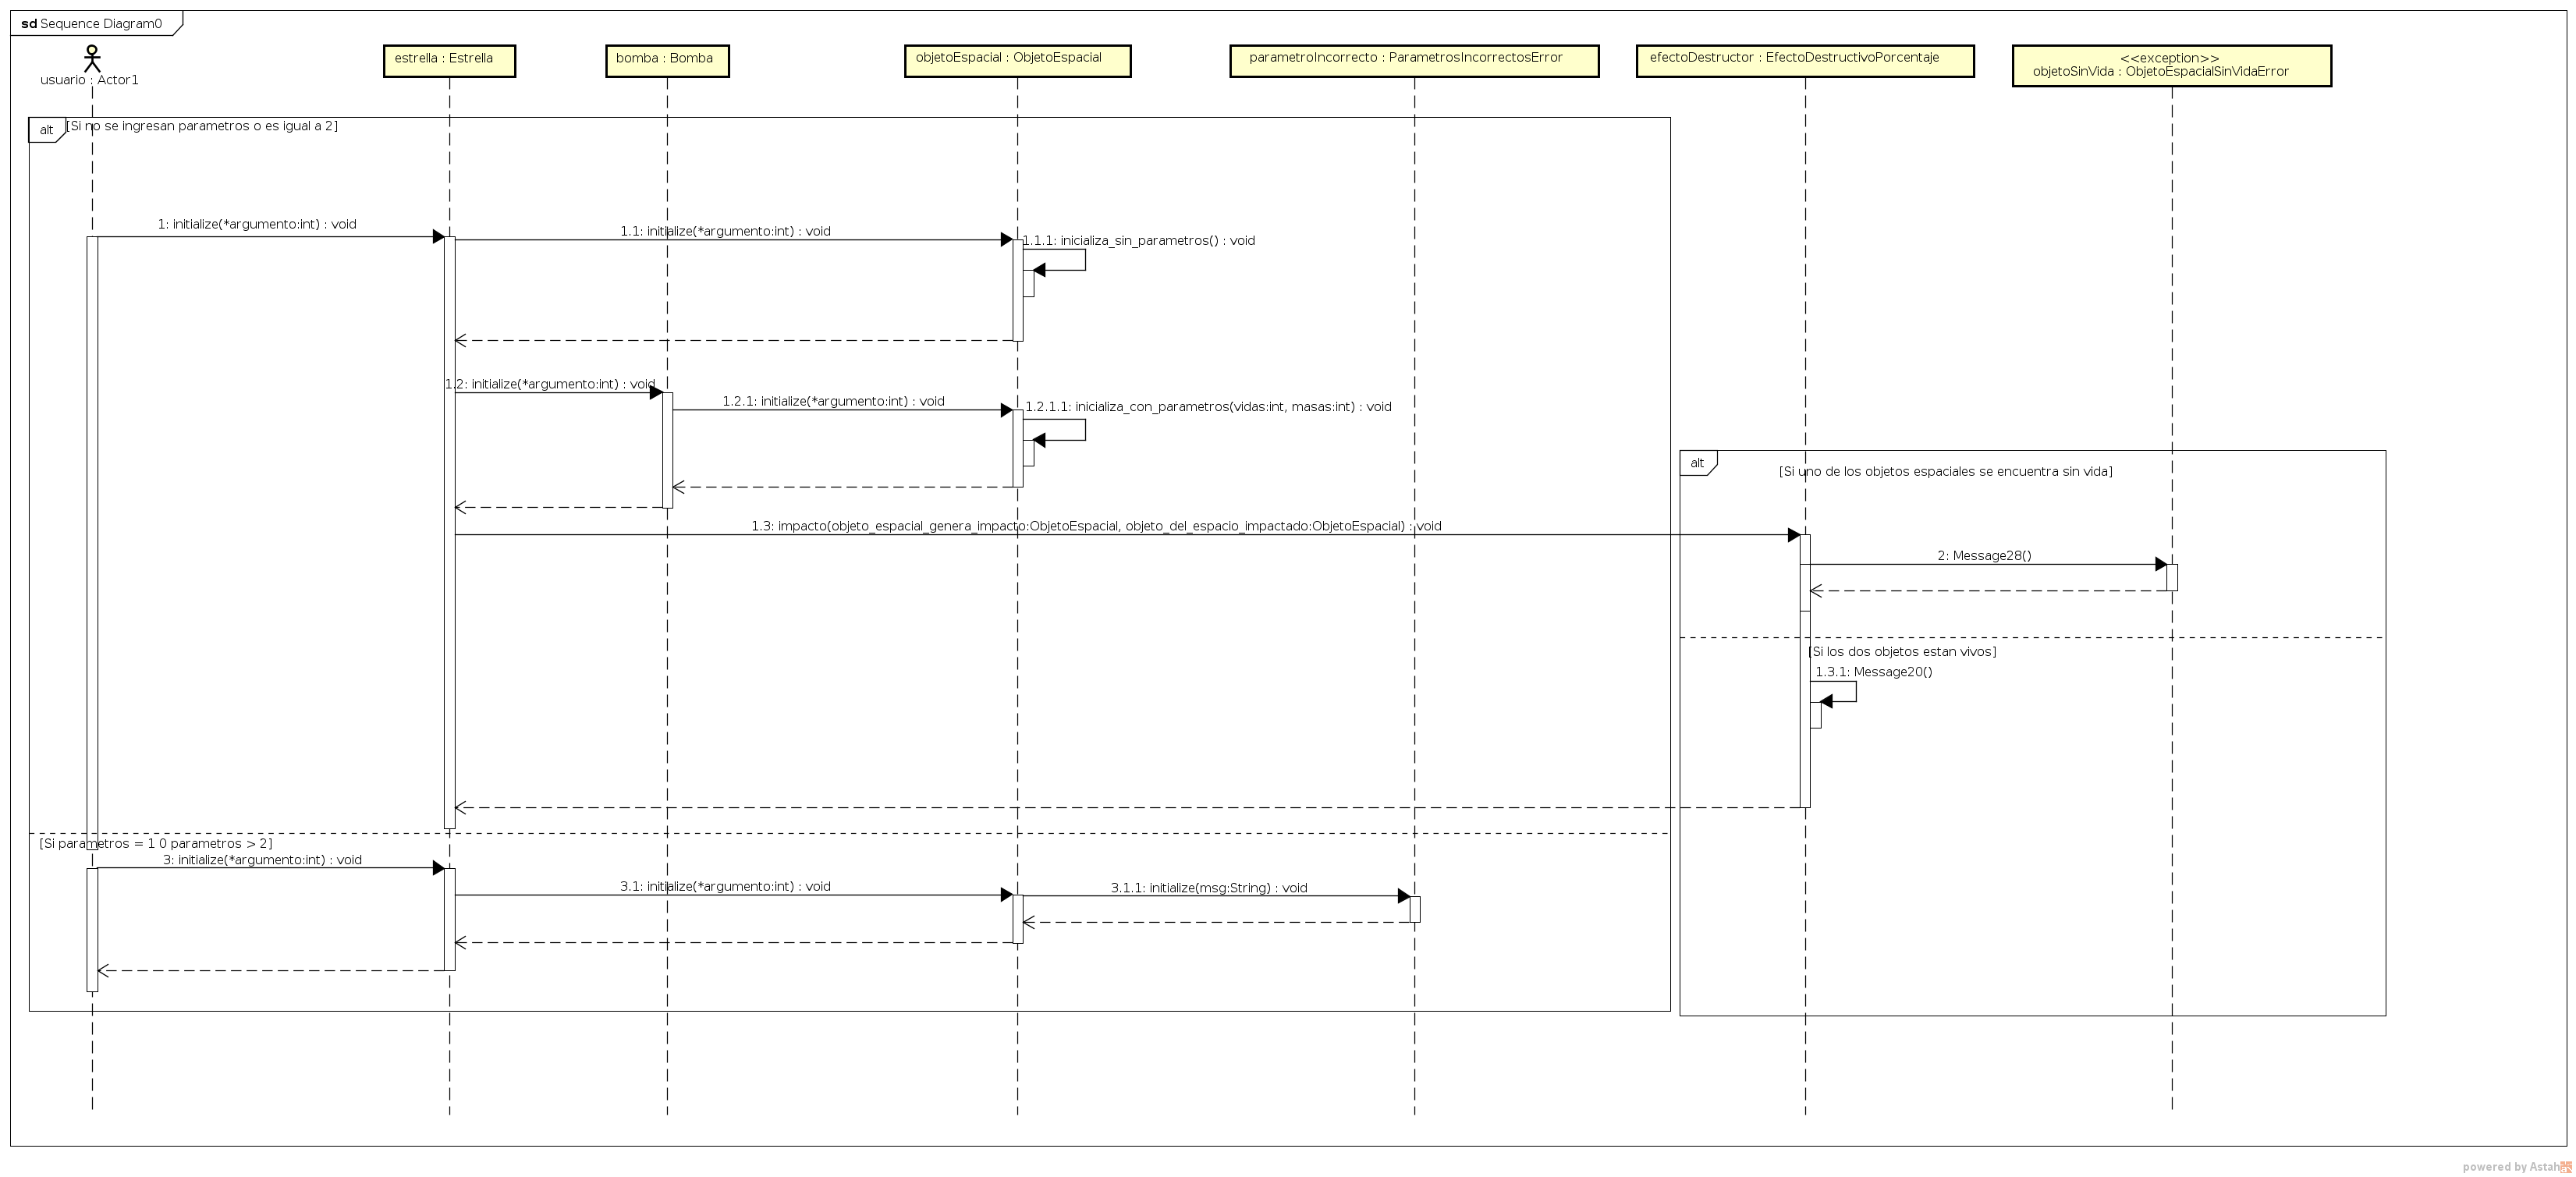 sd Sequence Diagram0
usuario : Actor1
estrella : Estrella
bomba : Bomba
objetoEspacial : ObjetoEspacial
parametroIncorrecto : ParametrosIncorrectosError
efectoDestructor : EfectoDestructivoPorcentaje
<<exception>>
objetoSinVida : ObjetoEspacialSinVidaError
alt
[Si no se ingresan parametros o es igual a 2]
1: initialize(*argumento:int) : void
1.1: initialize(*argumento:int) : void
1.1.1: inicializa_sin_parametros() : void
1.2: initialize(*argumento:int) : void
1.2.1: initialize(*argumento:int) : void
1.2.1.1: inicializa_con_parametros(vidas:int, masas:int) : void
alt
[Si uno de los objetos espaciales se encuentra sin vida]
1.3: impacto(objeto_espacial_genera_impacto:ObjetoEspacial, objeto_del_espacio_impactado:ObjetoEspacial) : void
2: Message28()
[Si los dos objetos estan vivos]
1.3.1: Message20()
[Si parametros = 1 0 parametros > 2]
3: initialize(*argumento:int) : void
3.1: initialize(*argumento:int) : void
3.1.1: initialize(msg:String) : void
powered by Astah